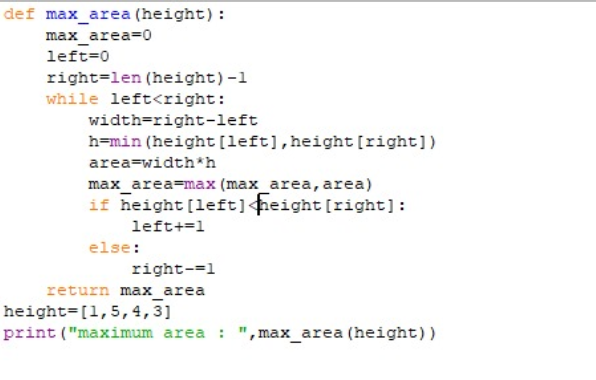 def max_area(height):
    max_area=0
    left=0
    right=len(height)-1
    while left<right:
        width=right-left
        h=min(height[left],height[right])
        area=width*h
        max_area=max(max_area,area)
        if height[left]<height[right]:
            left+=1
        else:
            right-=1
    return max_area
height=[1,5,4,3]
print("maximum area : ",max_area(height))